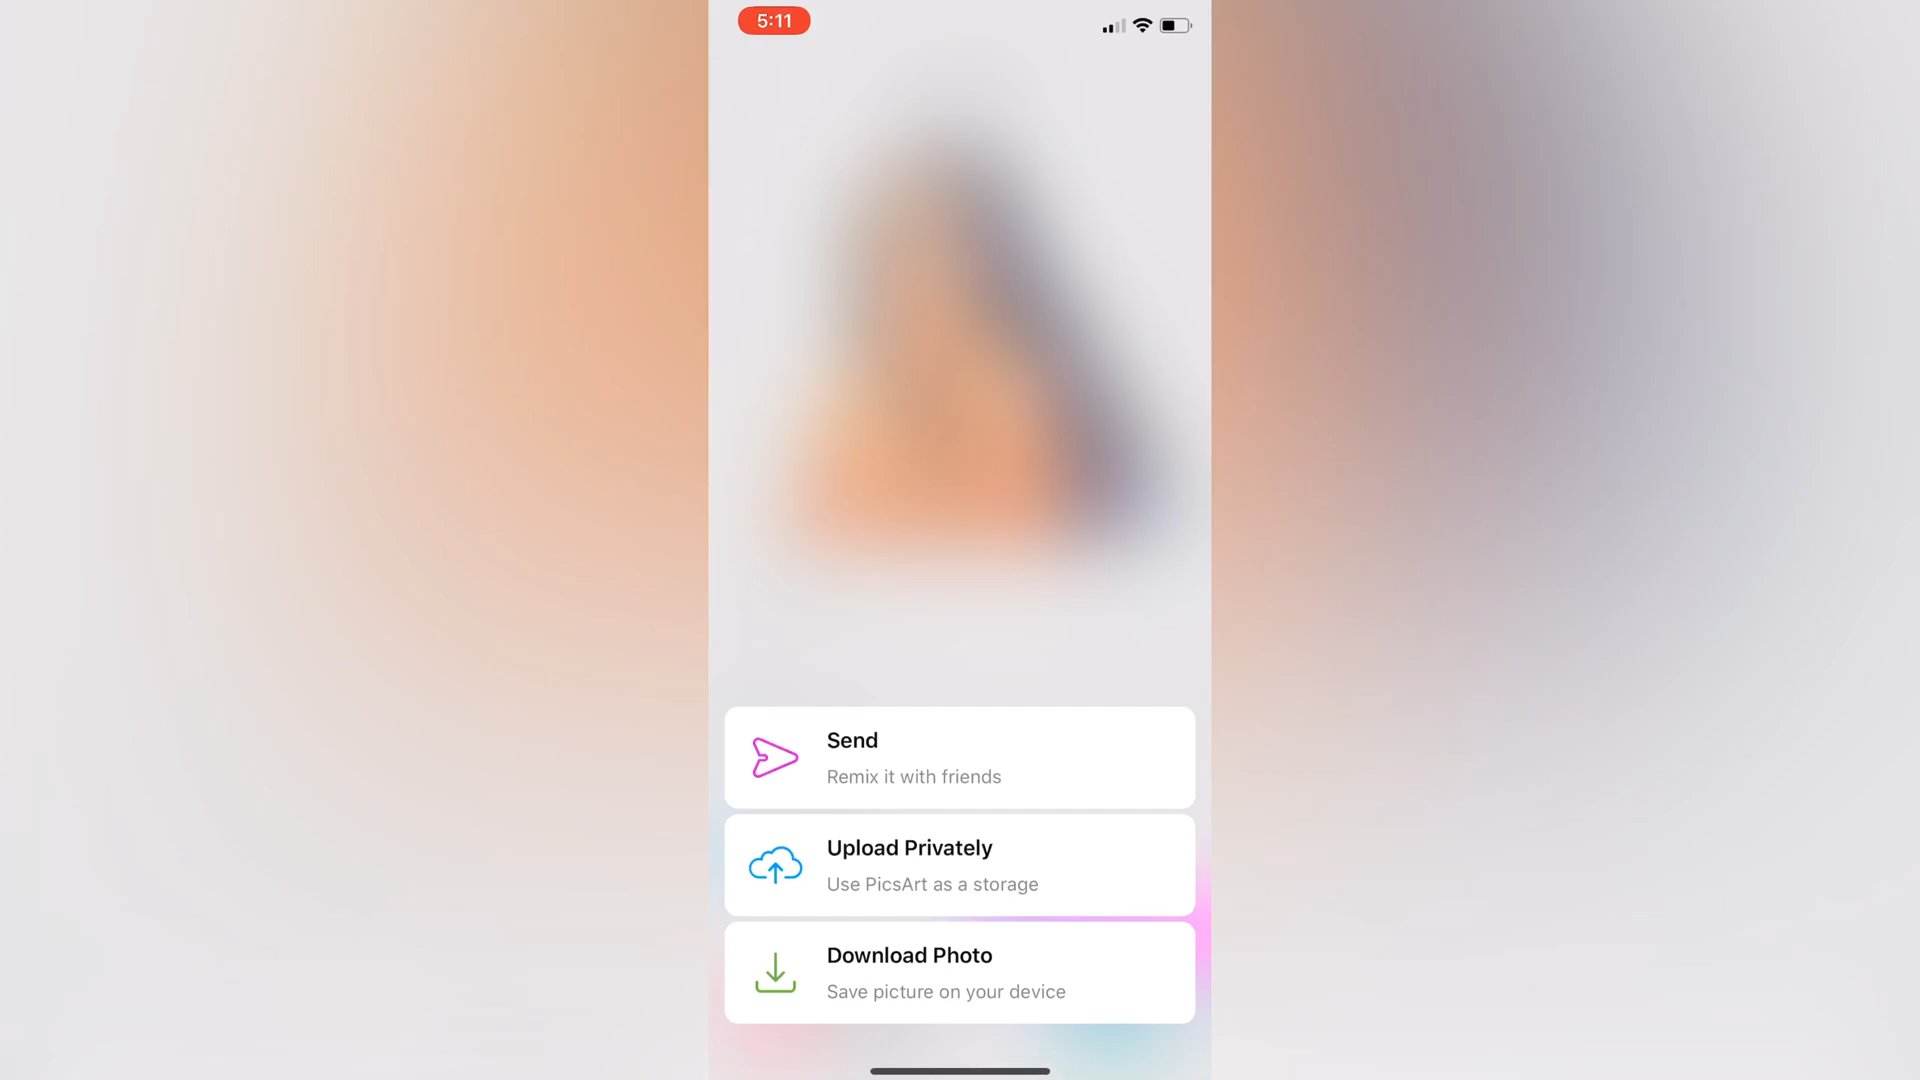 5:11
Send
Remix it with friends
Upload Privately
Use PicsArt as a storage
Download Photo
Save picture on your device